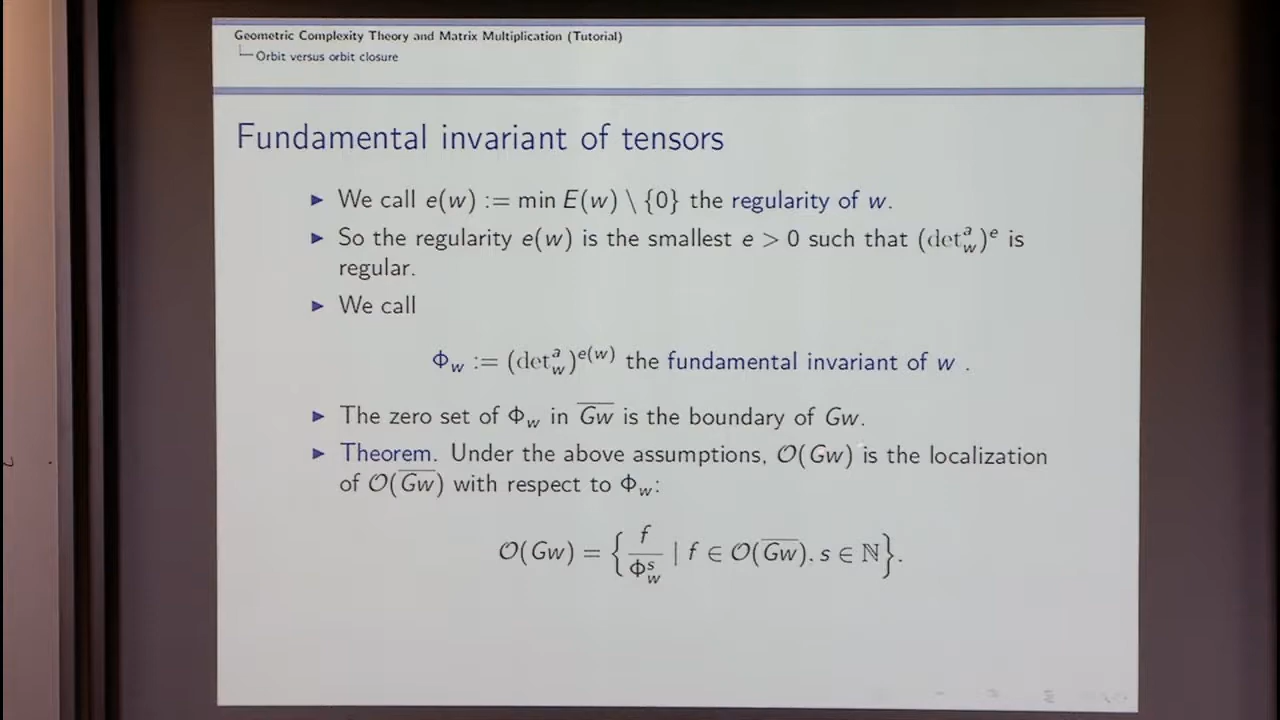 Geometric Complexity Theory and Matrix Multiplication (Tutorial)
Orbit versus orbit closure
Fundamental invariant of tensors
▶ We call e(w) := min E(w) \ {0} the regularity of w.
▶ So the regularity e(w) is the smallest e > 0 such that (det^a_w)^e is
regular.
▶ We call
Φ_w := (det^a_w)^{e(w)} the fundamental invariant of w .
▶ The zero set of Φ_w in \overline{Gw} is the boundary of Gw.
▶ Theorem. Under the above assumptions, 𝒪(Gw) is the localization
of 𝒪(\overline{Gw}) with respect to Φ_w:
𝒪(Gw) = { f / Φ^s_w | f ∈ 𝒪(\overline{Gw}), s ∈ ℕ }.